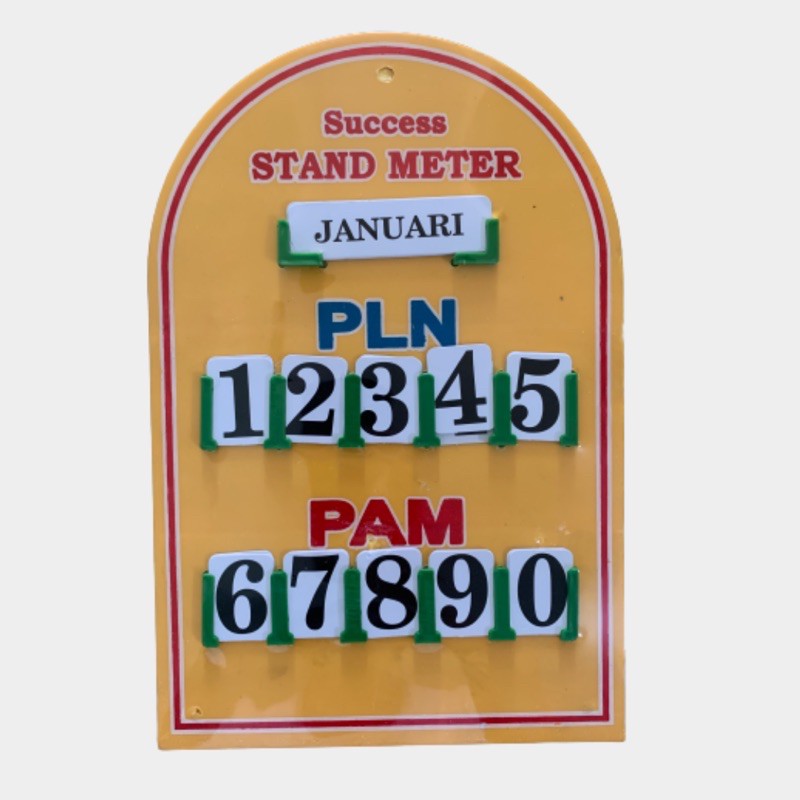 Success
STAND METER
JANUARI
PLN
12345
PAM
67890